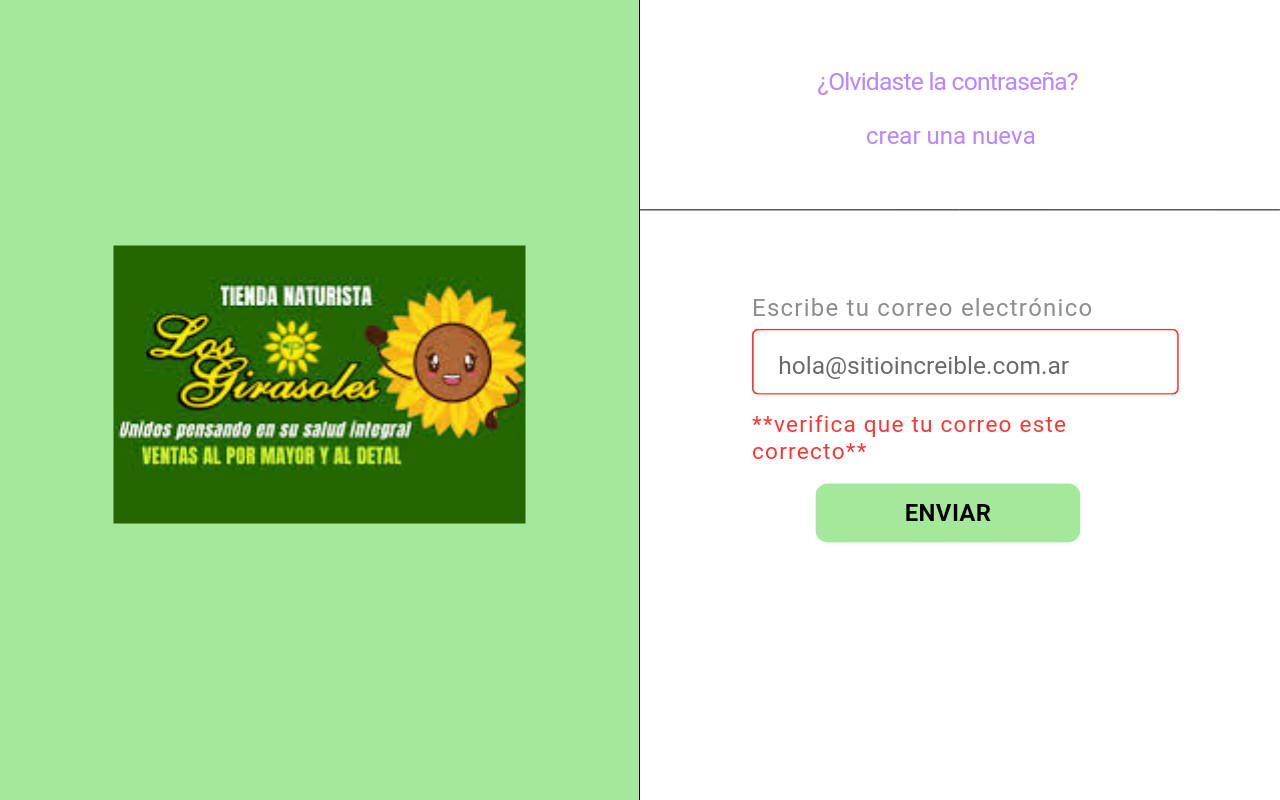 TIENDA NATURISTA
Los
Girasoles
Unidos pensando en su salud integral
VENTAS AL POR MAYOR Y AL DETAL
¿Olvidaste la contraseña?
crear una nueva
Escribe tu correo electrónico
hola@sitioincreible.com.ar
**verifica que tu correo este
correcto**
ENVIAR